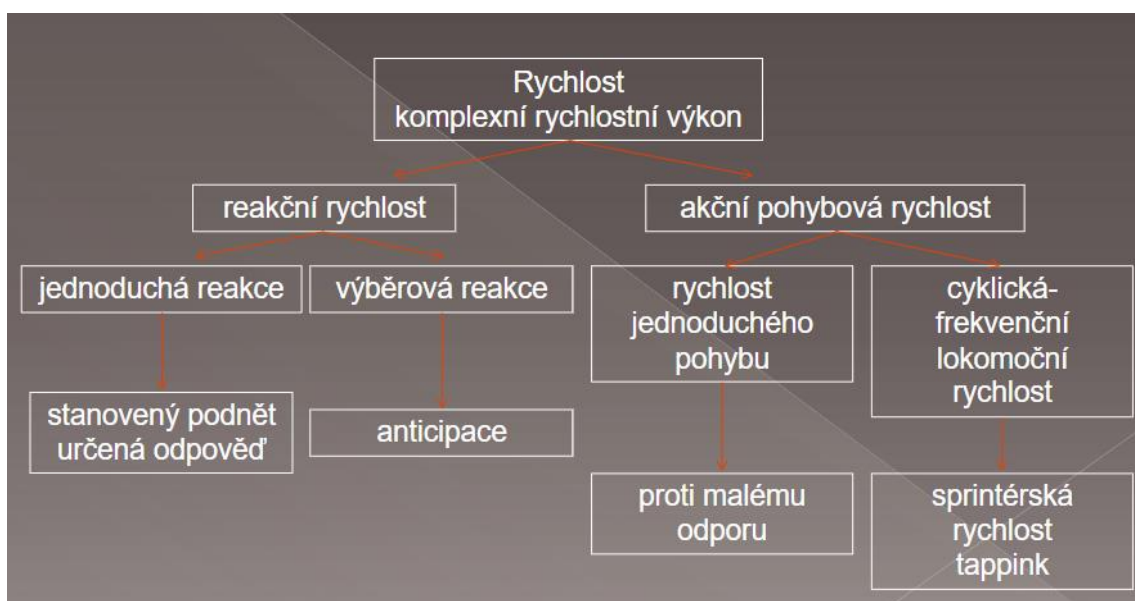 Rychlost
komplexní rychlostní výkon
reakční rychlost
akční pohybová rychlost
jednoduchá reakce
výběrová reakce
rychlost
jednoduchého
pohybu
cyklická-
frekvenční
lokomoční
rychlost
stanovený podnět
určená odpověď
anticipace
proti malému
odporu
sprintérská
rychlost
tappink